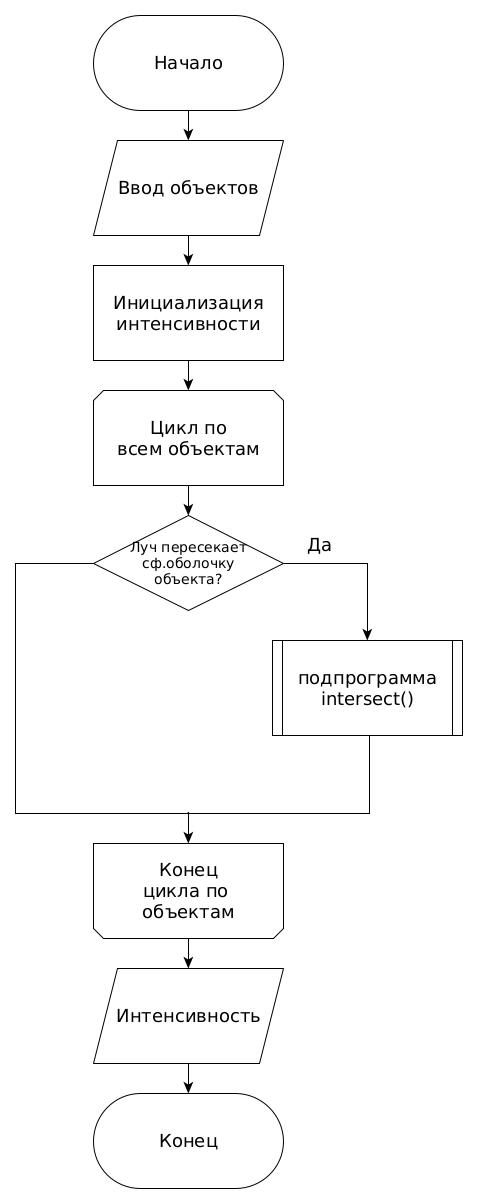 Начало
Ввод объектов
Инициализация
интенсивности
Цикл по
всем объектам
Луч пересекает
сф.оболочку
объекта?
Да
подпрограмма
intersect()
Конец
цикла по
объектам
Интенсивность
Конец